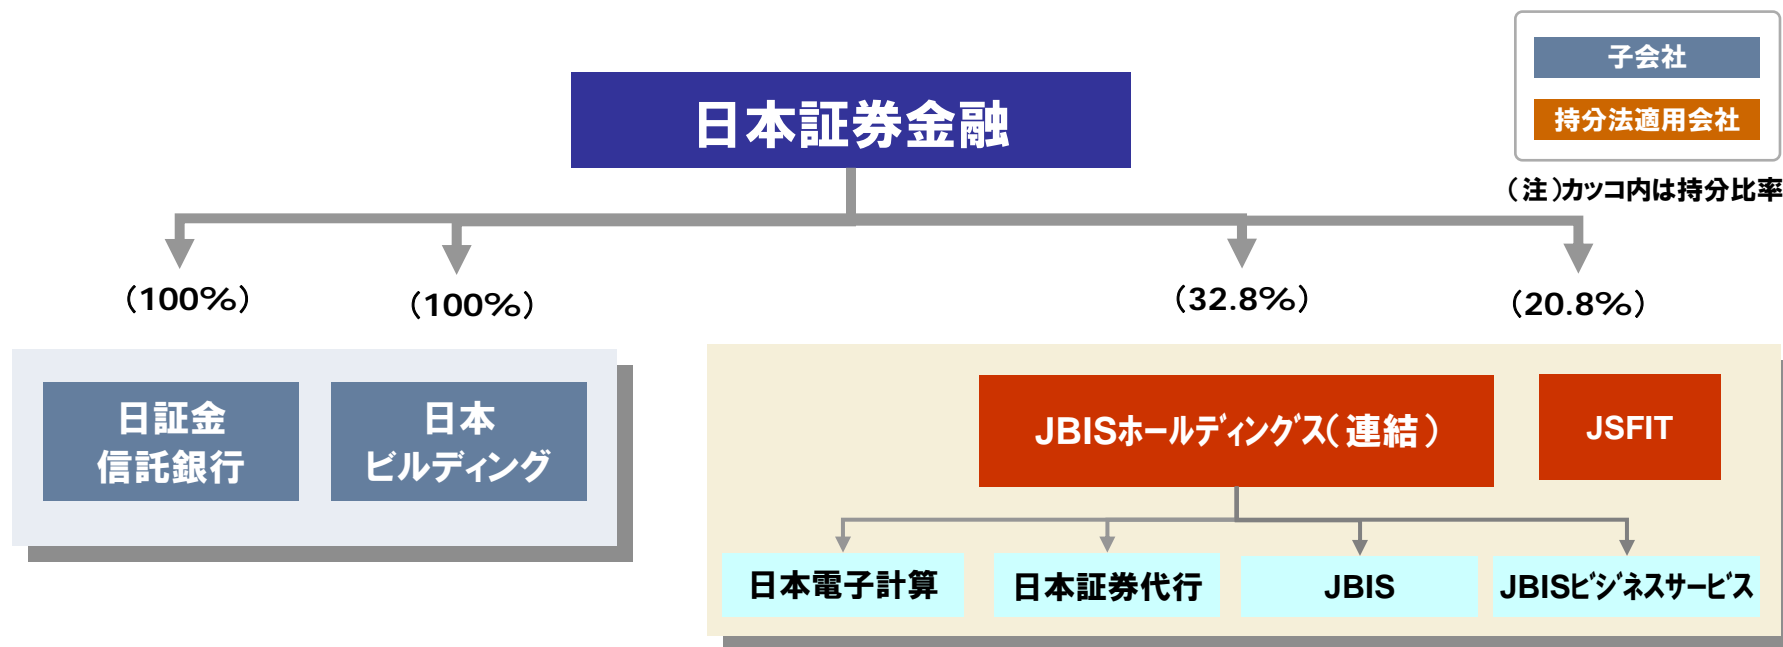 子会社
日本証券金融
持分法適用会社
（注）カッコ内は持分比率
（100％）
（100％）
（32.8％）
（20.8％）
日証金
信託銀行
日本
ビルディング
JBISホールディングス（連結）
JSFIT
日本電子計算
日本証券代行
JBIS
JBISビジネスサービス